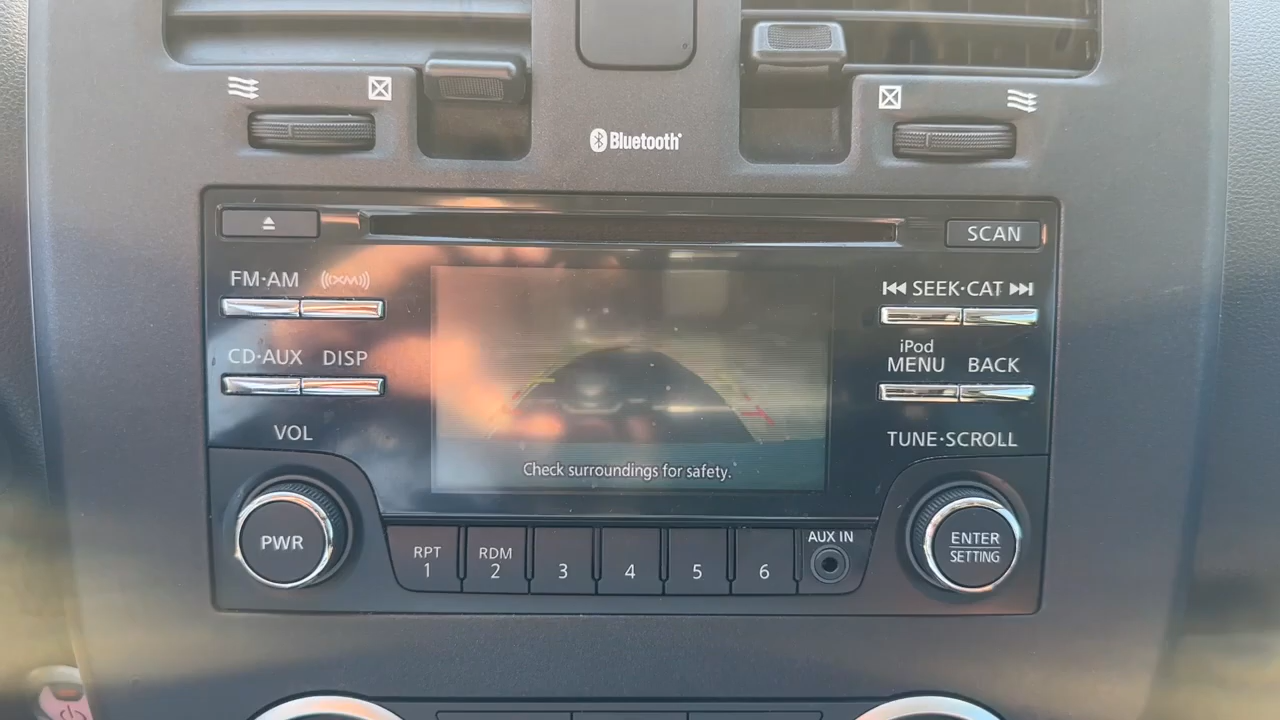 Bluetooth
SCAN
FM·AM
((XM))
SEEK·CAT
CD·AUX
DISP
iPod
MENU
BACK
VOL
TUNE·SCROLL
Check surroundings for safety.
PWR
RPT
1
RDM
2
3
4
5
6
AUX IN
ENTER
SETTING